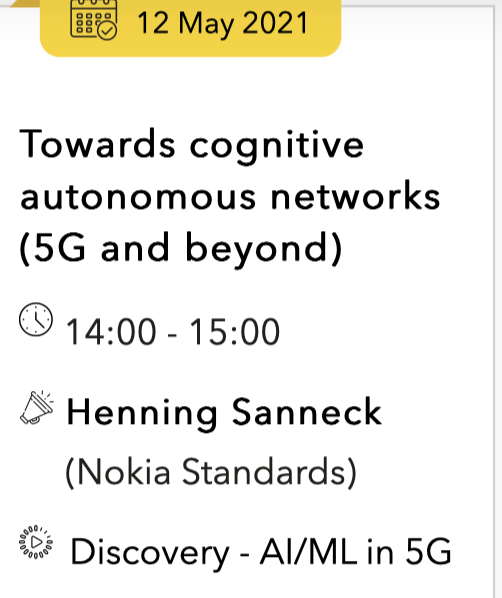 12 May 2021
Towards cognitive
autonomous networks
(5G and beyond)
14:00 - 15:00
Henning Sanneck
(Nokia Standards)
Discovery - AI/ML in 5G